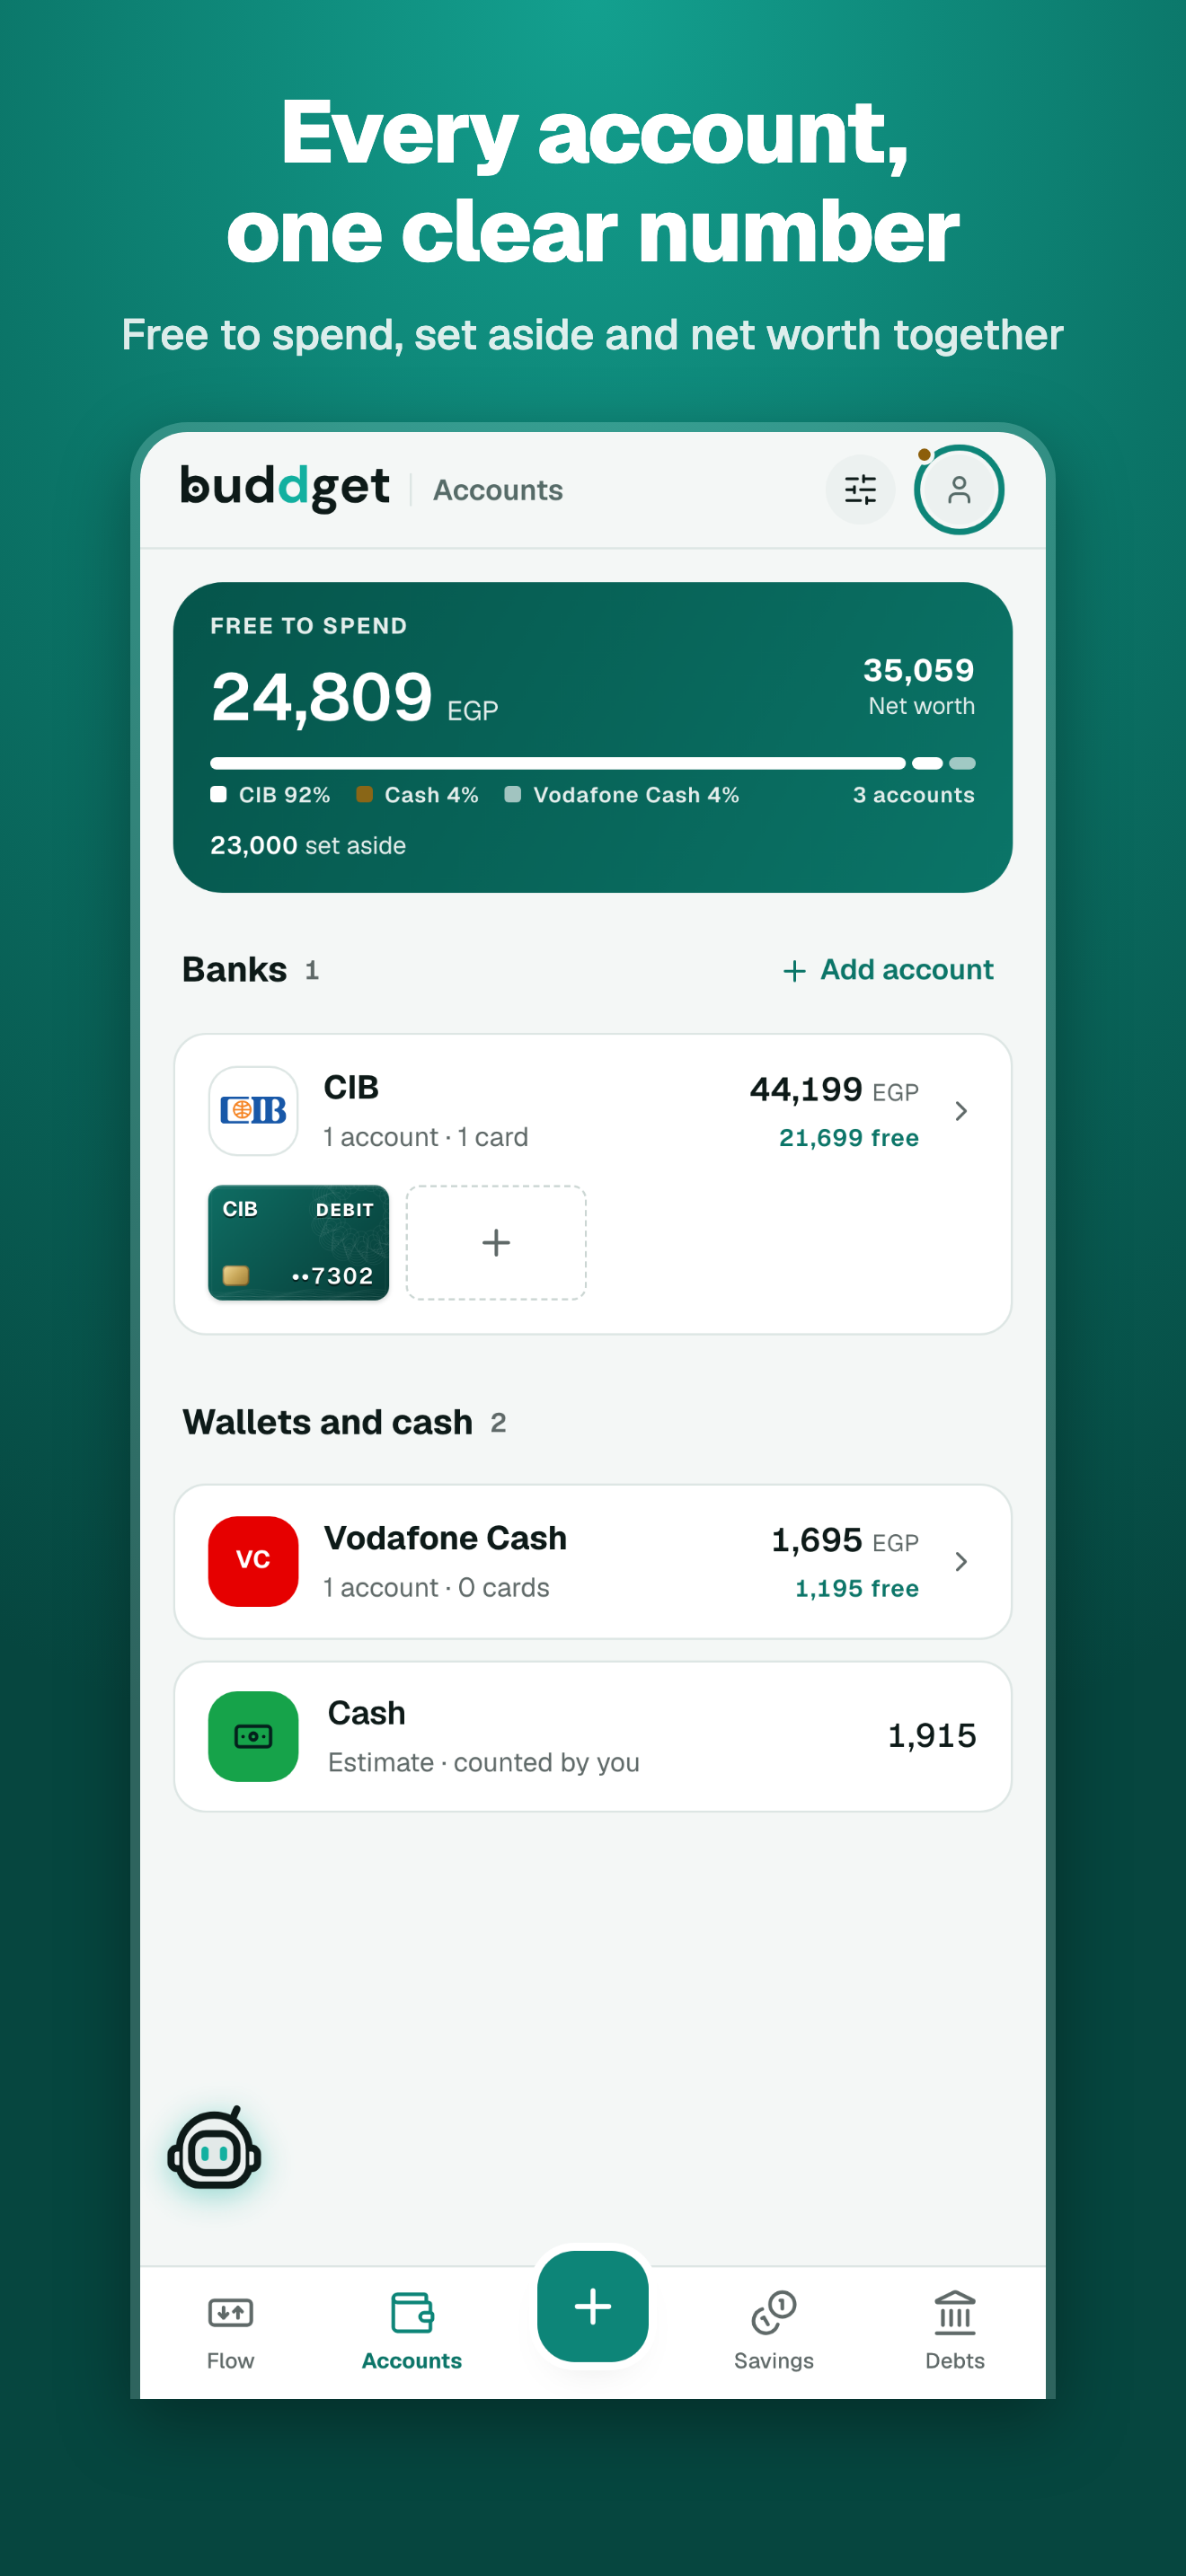 Every account,
one clear number
Free to spend, set aside and net worth together
buddget Accounts
FREE TO SPEND
24,809 EGP
35,059
Net worth
CIB 92% Cash 4% Vodafone Cash 4% 3 accounts
23,000 set aside
Banks 1 + Add account
CIB
CIB 44,199 EGP
1 account · 1 card 21,699 free
CIB DEBIT
••7302
Wallets and cash 2
VC
Vodafone Cash 1,695 EGP
1 account · 0 cards 1,195 free
Cash 1,915
Estimate · counted by you
Flow Accounts Savings Debts